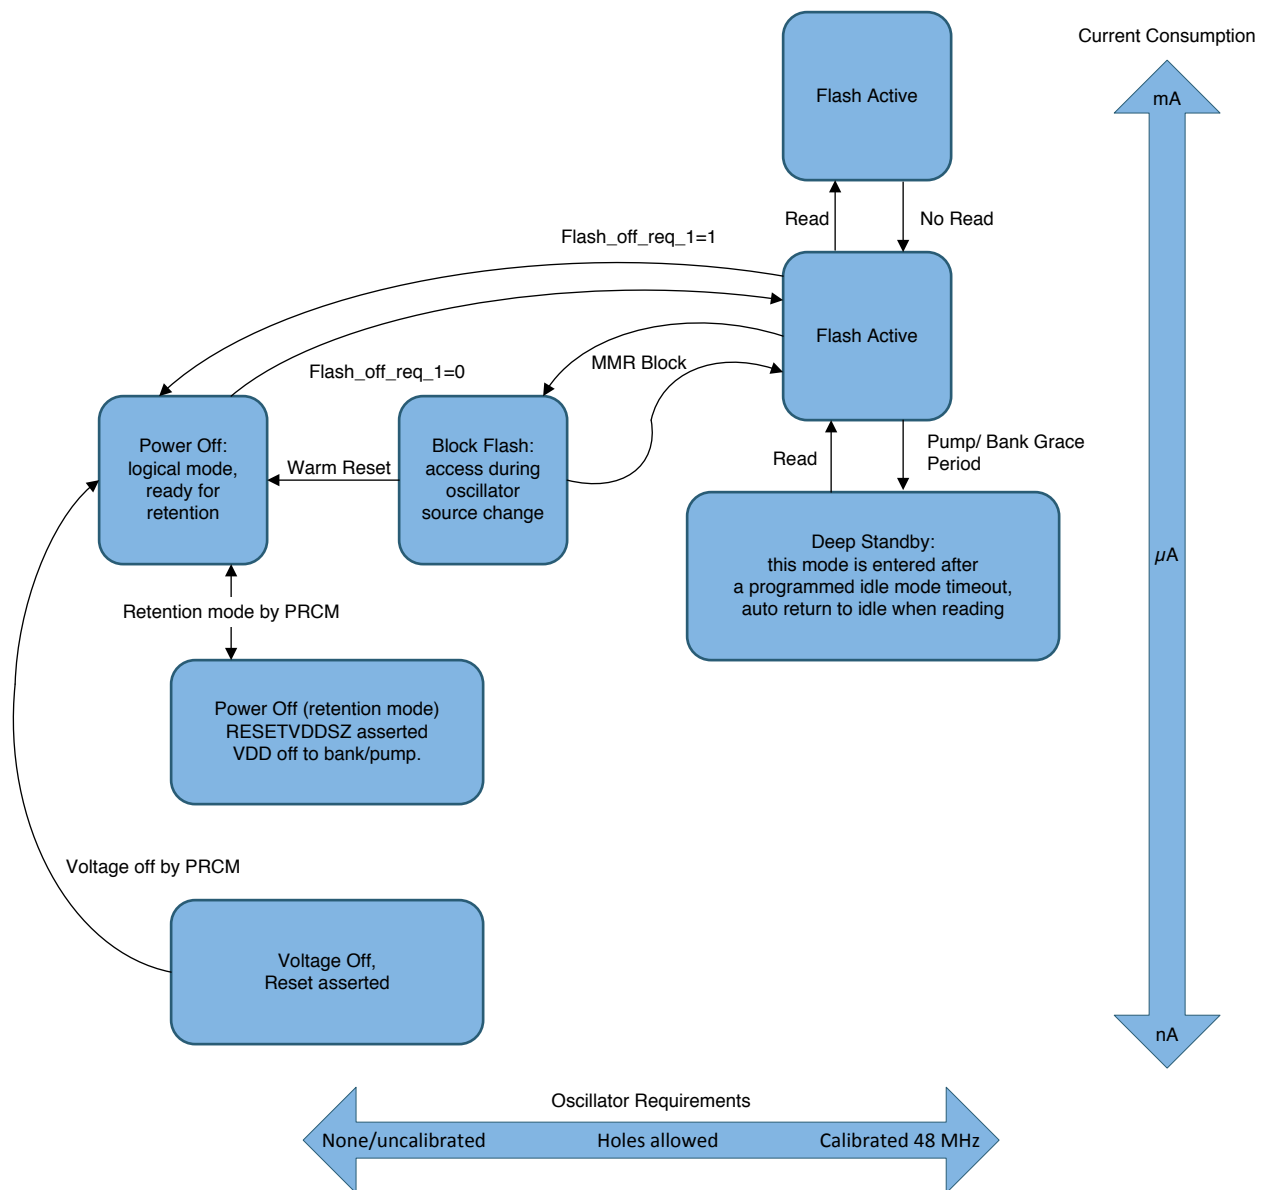 Current Consumption
mA
Flash Active
Read
No Read
Flash_off_req_1=1
Flash Active
MMR Block
Flash_off_req_1=0
Power Off:
logical mode,
ready for
retention
Warm Reset
Block Flash:
access during
oscillator
source change
Read
Pump/ Bank Grace
Period
Deep Standby:
this mode is entered after
a programmed idle mode timeout,
auto return to idle when reading
µA
Retention mode by PRCM
Power Off (retention mode)
RESETVDDSZ asserted
VDD off to bank/pump.
Voltage off by PRCM
Voltage Off,
Reset asserted
nA
Oscillator Requirements
None/uncalibrated
Holes allowed
Calibrated 48 MHz